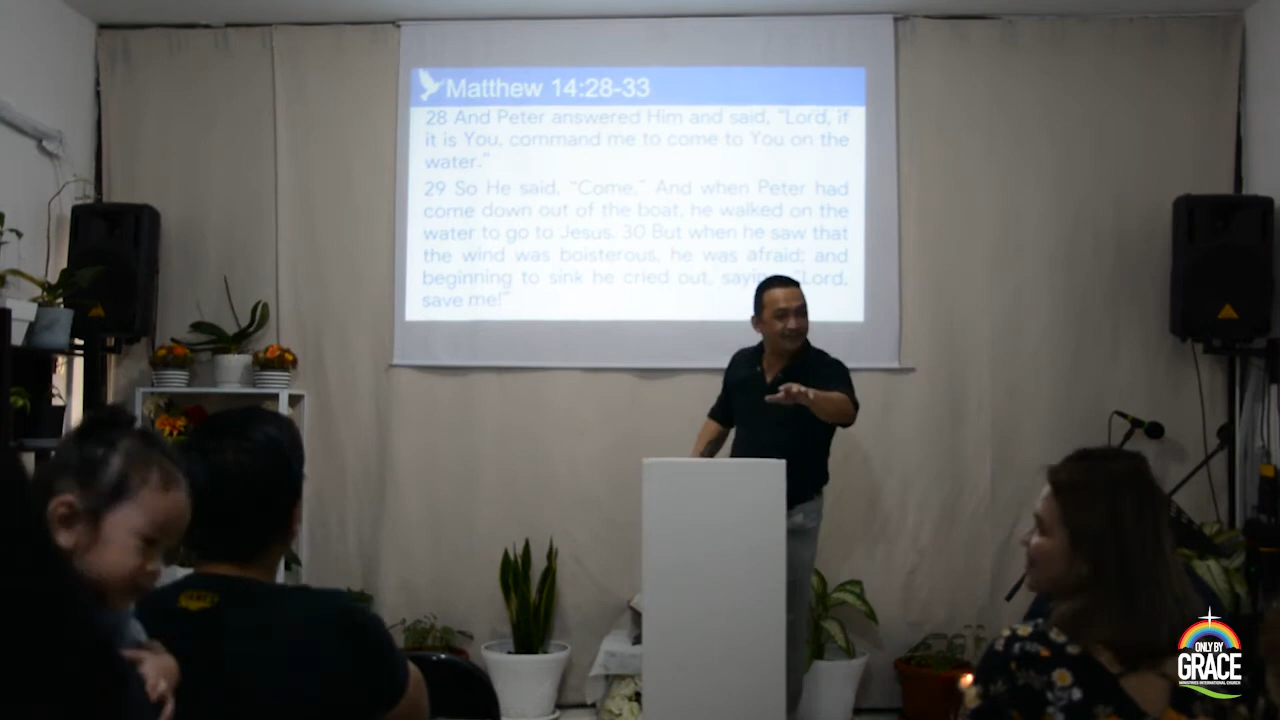 Matthew 14:28-33
28 And Peter answered Him and said, "Lord, if
it is You, command me to come to You on the
water."
29 So He said, "Come." And when Peter had
come down out of the boat, he walked on the
water to go to Jesus. 30 But when he saw that
the wind was boisterous, he was afraid; and
beginning to sink he cried out, saying, "Lord,
save me!"
ONLY BY
GRACE
MINISTRIES INTERNATIONAL CHURCH